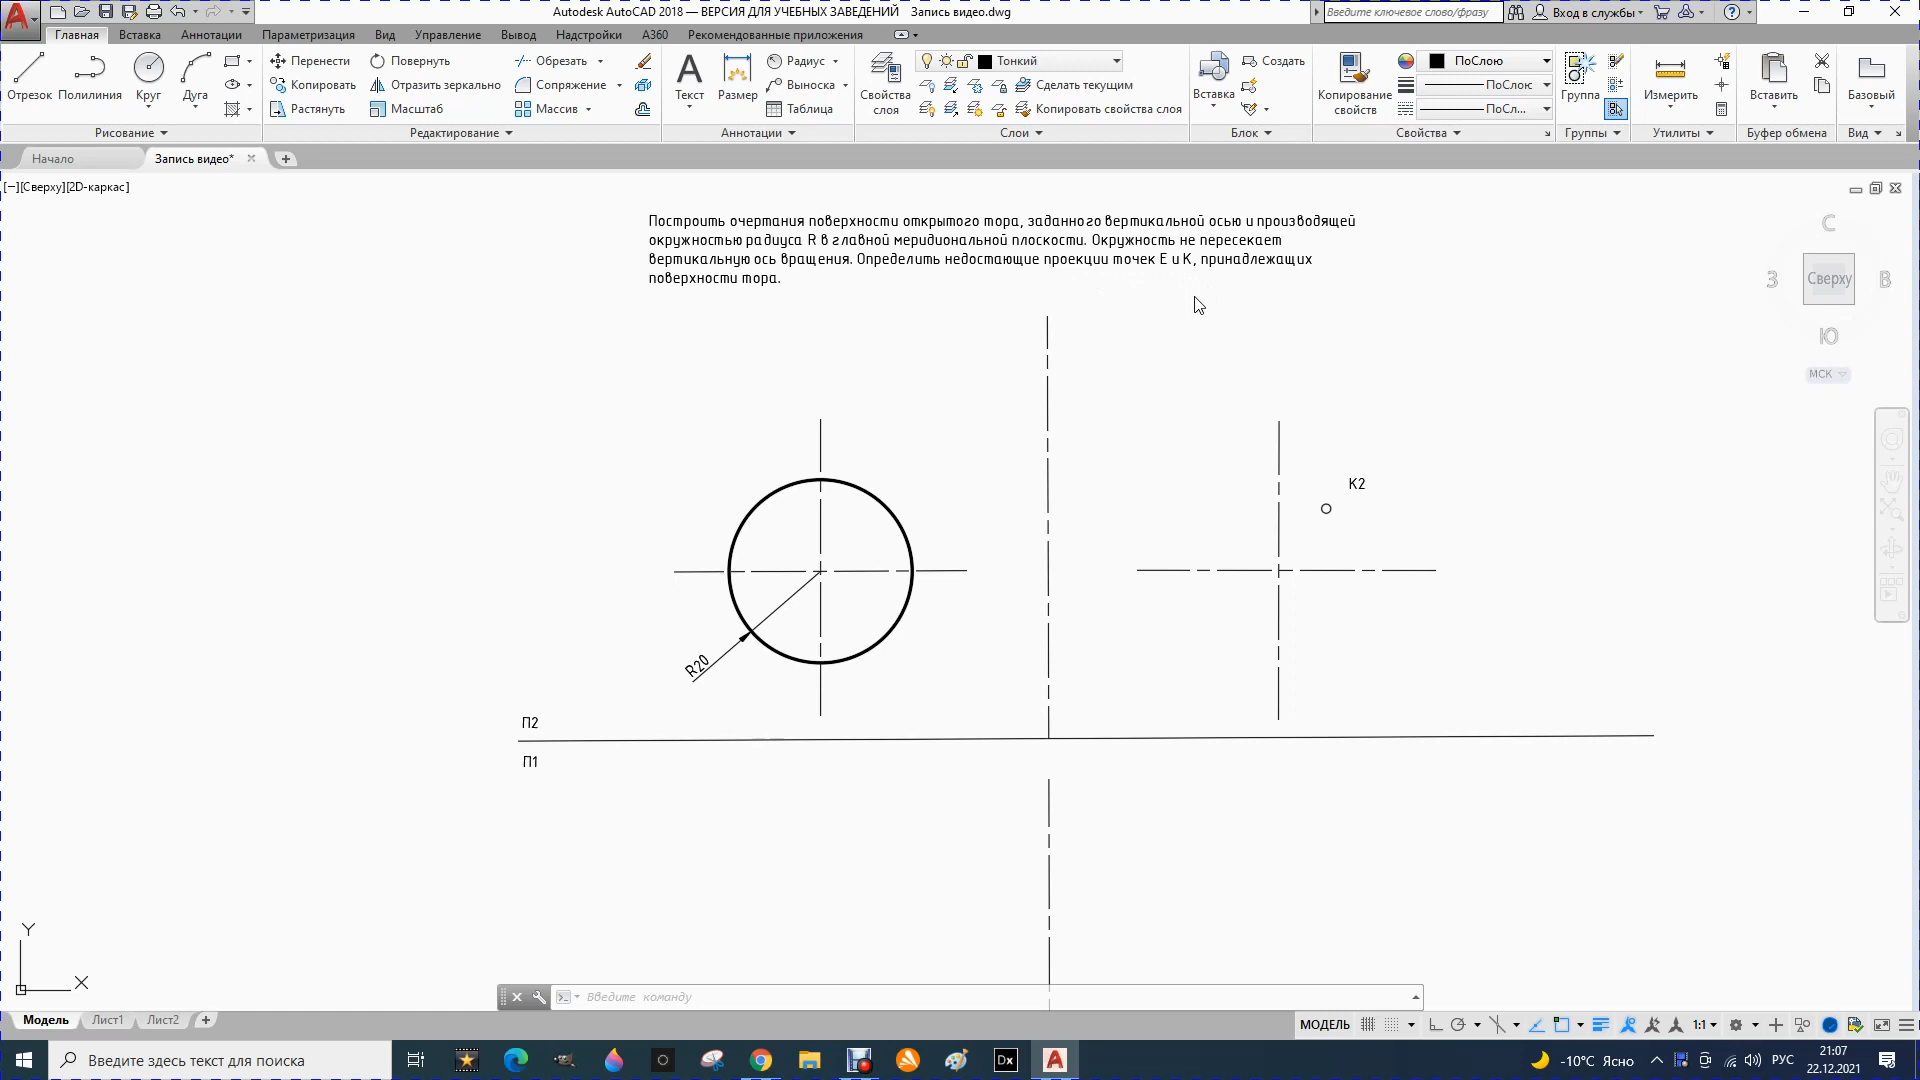 Autodesk AutoCAD 2018 — ВЕРСИЯ ДЛЯ УЧЕБНЫХ ЗАВЕДЕНИЙ Запись видео.dwg
Введите ключевое слово/фразу
Вход в службы
Главная Вставка Аннотации Параметризация Вид Управление Вывод Надстройки A360 Рекомендованные приложения
Отрезок Полилиния Круг Дуга
Рисование
Перенести Повернуть Обрезать
Копировать Отразить зеркально Сопряжение
Растянуть Масштаб Массив
Редактирование
Текст Размер
Радиус
Выноска
Таблица
Аннотации
Свойства слоя
Тонкий
Сделать текущим
Копировать свойства слоя
Слои
Вставка
Создать
Блок
Копирование свойств
ПоСлою
ПоСлою
ПоСл...
Свойства
Группа
Группы
Измерить
Утилиты
Вставить
Буфер обмена
Базовый
Вид
Начало Запись видео*
[−][Сверху][2D-каркас]
Построить очертания поверхности открытого тора, заданного вертикальной осью и производящей
окружностью радиуса R в главной меридиональной плоскости. Окружность не пересекает
вертикальную ось вращения. Определить недостающие проекции точек E и K, принадлежащих
поверхности тора.
С
З Сверху В
Ю
МСК
K2
R20
П2
П1
Y
X
Введите команду
Модель Лист1 Лист2
МОДЕЛЬ 1:1
Введите здесь текст для поиска
Dx
-10°C Ясно
РУС
21:07
22.12.2021